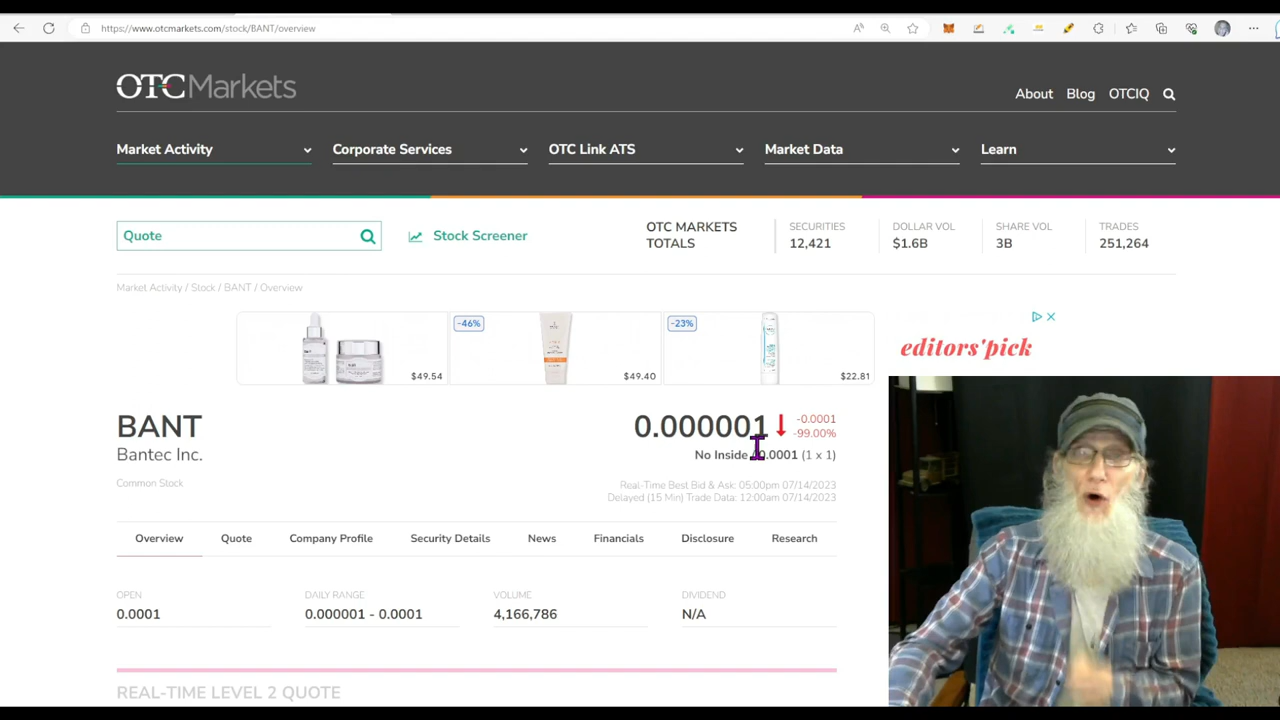 https://www.otcmarkets.com/stock/BANT/overview
OTCMarkets
About Blog OTCIQ
Market Activity Corporate Services OTC Link ATS Market Data Learn
Quote
Stock Screener
OTC MARKETS TOTALS
SECURITIES
12,421
DOLLAR VOL
$1.6B
SHARE VOL
3B
TRADES
251,264
Market Activity / Stock / BANT / Overview
-46%
-23%
$49.54
$49.40
$22.81
editors'pick
BANT
Bantec Inc.
Common Stock
0.000001
-0.0001
-99.00%
No Inside 0.0001 (1 x 1)
Real-Time Best Bid & Ask: 05:00pm 07/14/2023
Delayed (15 Min) Trade Data: 12:00am 07/14/2023
Overview Quote Company Profile Security Details News Financials Disclosure Research
OPEN
0.0001
DAILY RANGE
0.000001 - 0.0001
VOLUME
4,166,786
DIVIDEND
N/A
REAL-TIME LEVEL 2 QUOTE